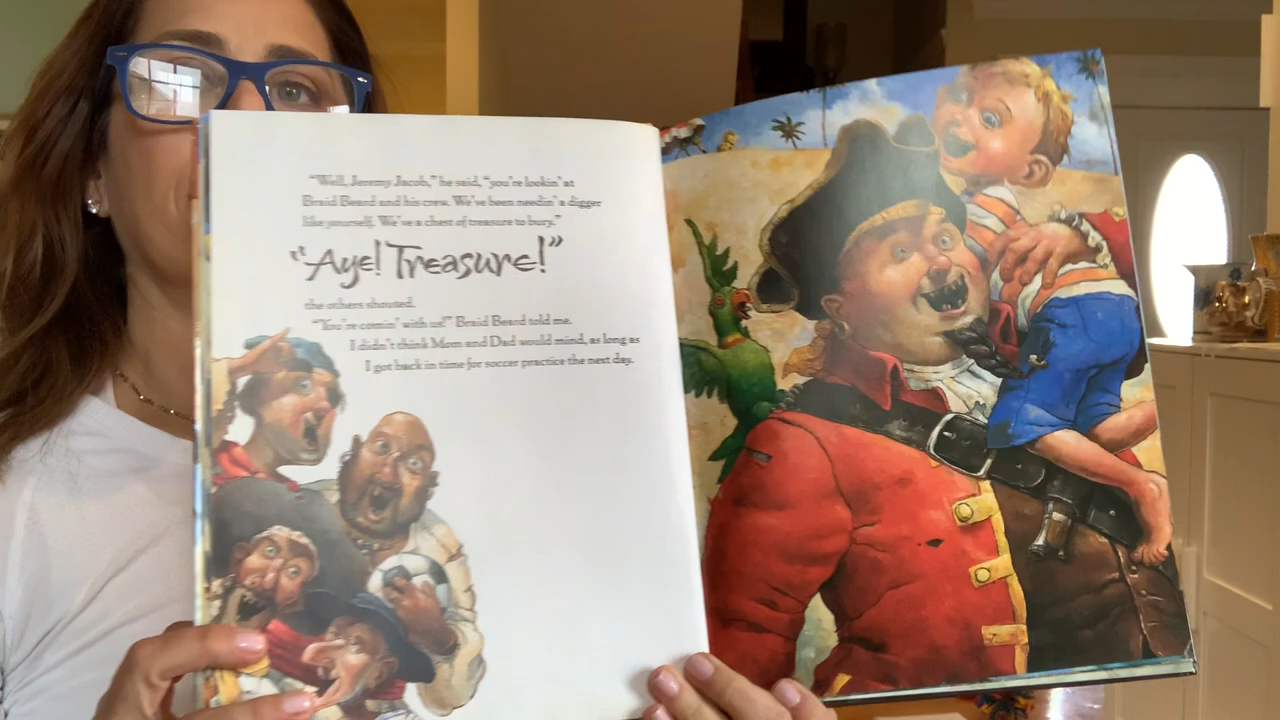 “Well, Jeremy Jacob,” he said, “you’re lookin’ at
Braid Beard and his crew. We’ve been needin’ a digger
like yourself. We’ve a chest of treasure to bury.”
“Aye! Treasure!”
the others shouted.
“You’re comin’ with us!” Braid Beard told me.
I didn’t think Mom and Dad would mind, as long as
I got back in time for soccer practice the next day.